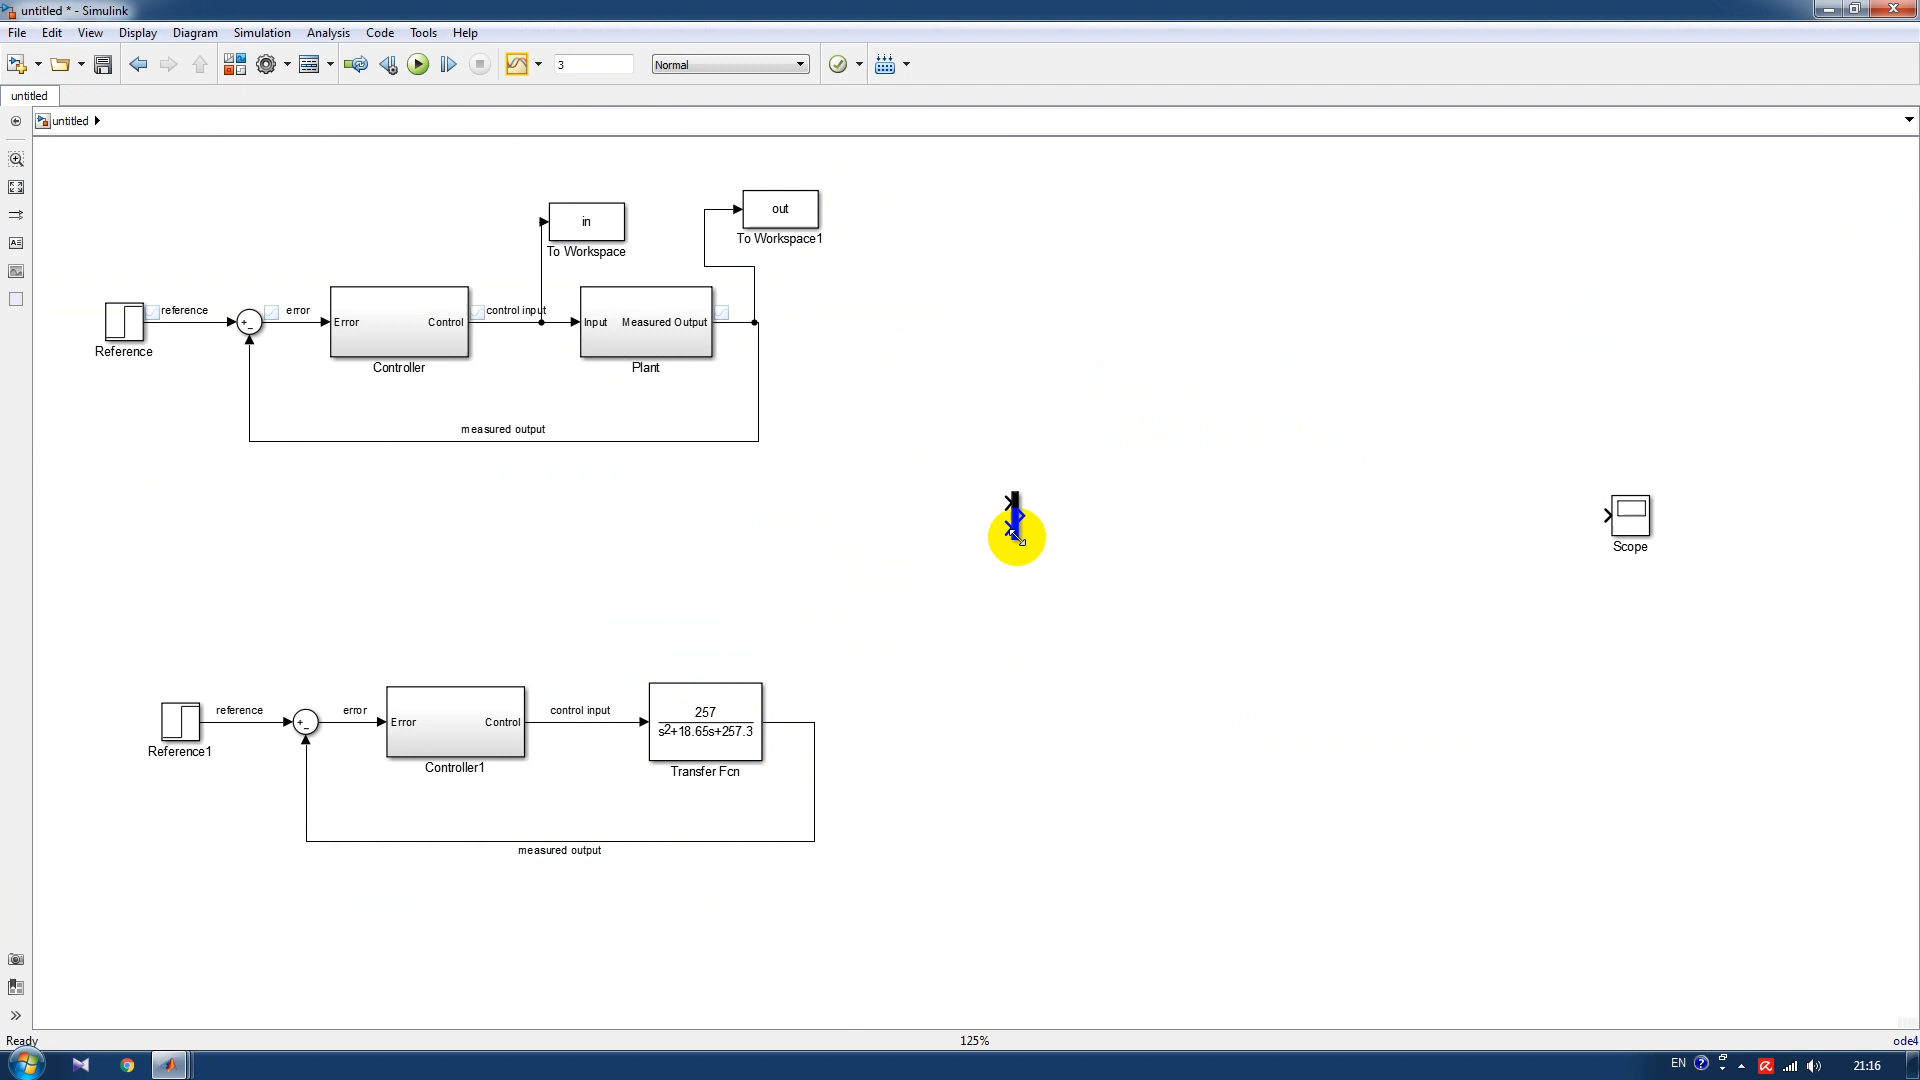 untitled * - Simulink
File Edit View Display Diagram Simulation Analysis Code Tools Help
3 Normal
untitled
untitled
in
To Workspace
out
To Workspace1
reference
error
control input
Error Control
Input Measured Output
+
-
Reference
Controller
Plant
measured output
Scope
reference
error
control input
Error Control
257
s2+18.65s+257.3
+
-
Reference1
Controller1
Transfer Fcn
measured output
Ready 125% ode4
EN 21:16